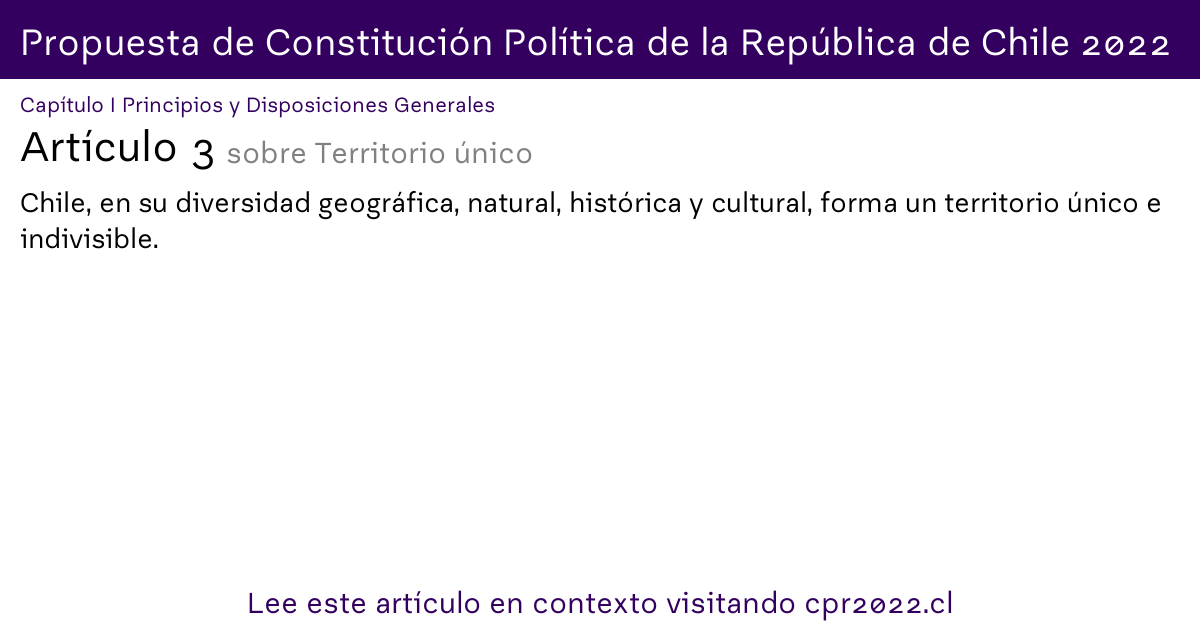 Propuesta de Constitución Política de la República de Chile 2022
Capítulo I Principios y Disposiciones Generales
Artículo 3 sobre Territorio único
Chile, en su diversidad geográfica, natural, histórica y cultural, forma un territorio único e
indivisible.
Lee este artículo en contexto visitando cpr2022.cl